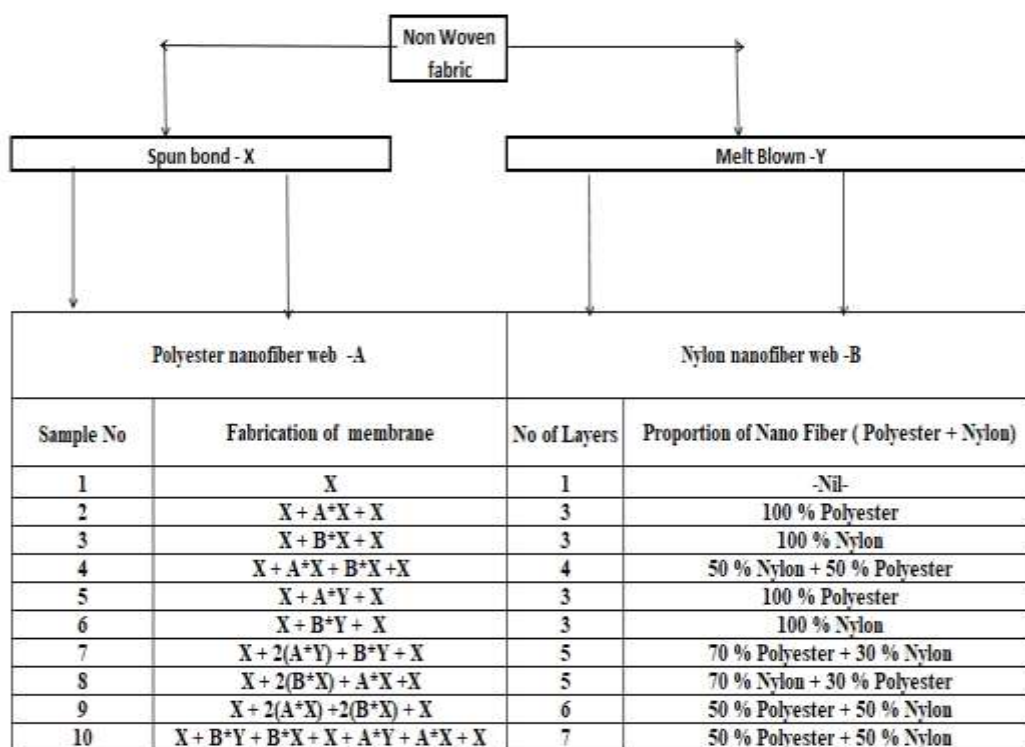 Non Woven
fabric
Spun bond - X
Melt Blown -Y
Polyester nanofiber web -A
Nylon nanofiber web -B
Sample No
Fabrication of membrane
No of Layers
Proportion of Nano Fiber ( Polyester + Nylon)
1 X 1 -Nil-
2 X + A*X + X 3 100 % Polyester
3 X + B*X + X 3 100 % Nylon
4 X + A*X + B*X +X 4 50 % Nylon + 50 % Polyester
5 X + A*Y + X 3 100 % Polyester
6 X + B*Y + X 3 100 % Nylon
7 X + 2(A*Y) + B*Y + X 5 70 % Polyester + 30 % Nylon
8 X + 2(B*X) + A*X +X 5 70 % Nylon + 30 % Polyester
9 X + 2(A*X) +2(B*X) + X 6 50 % Polyester + 50 % Nylon
10 X + B*Y + B*X + X + A*Y + A*X + X 7 50 % Polyester + 50 % Nylon